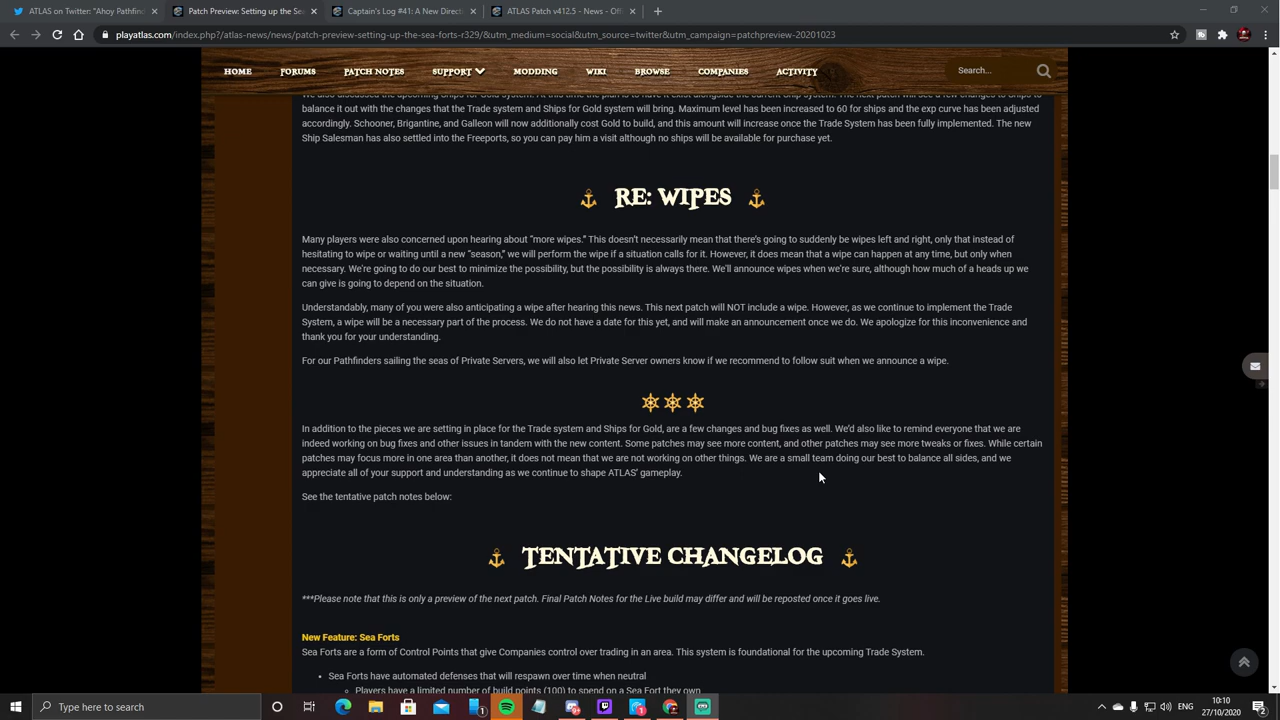 ATLAS on Twitter: "Ahoy Pathfin
ATLAS Patch Preview: Setting Up
Captain's Log #41: A New Directi
ATLAS Patch v412.5 - v329 - Offi
playatlas.com/index.php?/atlas-news/news/patch-preview-setting-up-the-sea-forts-r329/&utm_medium=social&utm_source=twitter&utm_campaign=patchpreview-20201023
HOME
FORUMS
PATCH NOTES
SUPPORT
MODDING
WIKI
BROWSE
COMPANIES
ACTIVITY
Search...
balance it out with the changes that the Trade system and Ships for Gold system will bring. Maximum level has been increased to 60 for ships and the exp curve has been adjusted
accordingly. Schooner, Brigantine, and Galleon will now additionally cost Gold to build, and this amount will increase once the Trade System has been fully implemented. The new
Ship Salesman has also settled into the Freeports, so you can pay him a visit although no ships will be available for purchase yet.
RE: WIPES
Many players were also concerned upon hearing about "more wipes." This doesn't necessarily mean that there's going to suddenly be wipes left and right, only that instead of
hesitating to wipe or waiting until a new "season," we will perform the wipe if a situation calls for it. However, it does mean that a wipe can happen at any time, but only when
necessary. We're going to do our best to minimize the possibility, but the possibility is always there. We'll announce wipes when we're sure, although how much of a heads up we
can give is going to depend on the situation.
Understandably, many of you were also anticipating a wipe after hearing this news. This next patch will NOT include a wipe. However, as we continue to implement the Trade
System, a wipe will be a necessary part of the process. We do not have a date for this yet, and will make an announcement once we do. We apologize for this inconvenience and
thank you for your understanding.
For our Pathfinders sailing the seas of Private Servers, we will also let Private Server owners know if we recommend to follow suit when we announce a wipe.
In addition to the pieces we are setting in place for the Trade system and Ships for Gold, are a few changes and bug fixes as well. We'd also like to remind everyone that we are
indeed working on bug fixes and other issues in tandem with the new content. Some patches may see more content, and other patches may see more tweaks or fixes. While certain
patches may focus more in one area than another, it does not mean that we are not working on other things. We are a small team doing our best to balance all sides, and we
appreciate all of your support and understanding as we continue to shape ATLAS' gameplay.
See the tentative patch notes below:
TENTATIVE CHANGELOG
***Please note that this is only a preview of the next patch. Final Patch Notes for the Live build may differ and will be reposted once it goes live.
New Feature: Sea Forts
Sea Forts are a form of Control Points that give Companies control over trading in an area. This system is foundational for the upcoming Trade System.
Sea Forts have automated defenses that will respawn over time when neutral
Players have a limited number of build points (100) to spend on a Sea Fort they own
Type here to search
ENG
10:10
27/10/2020